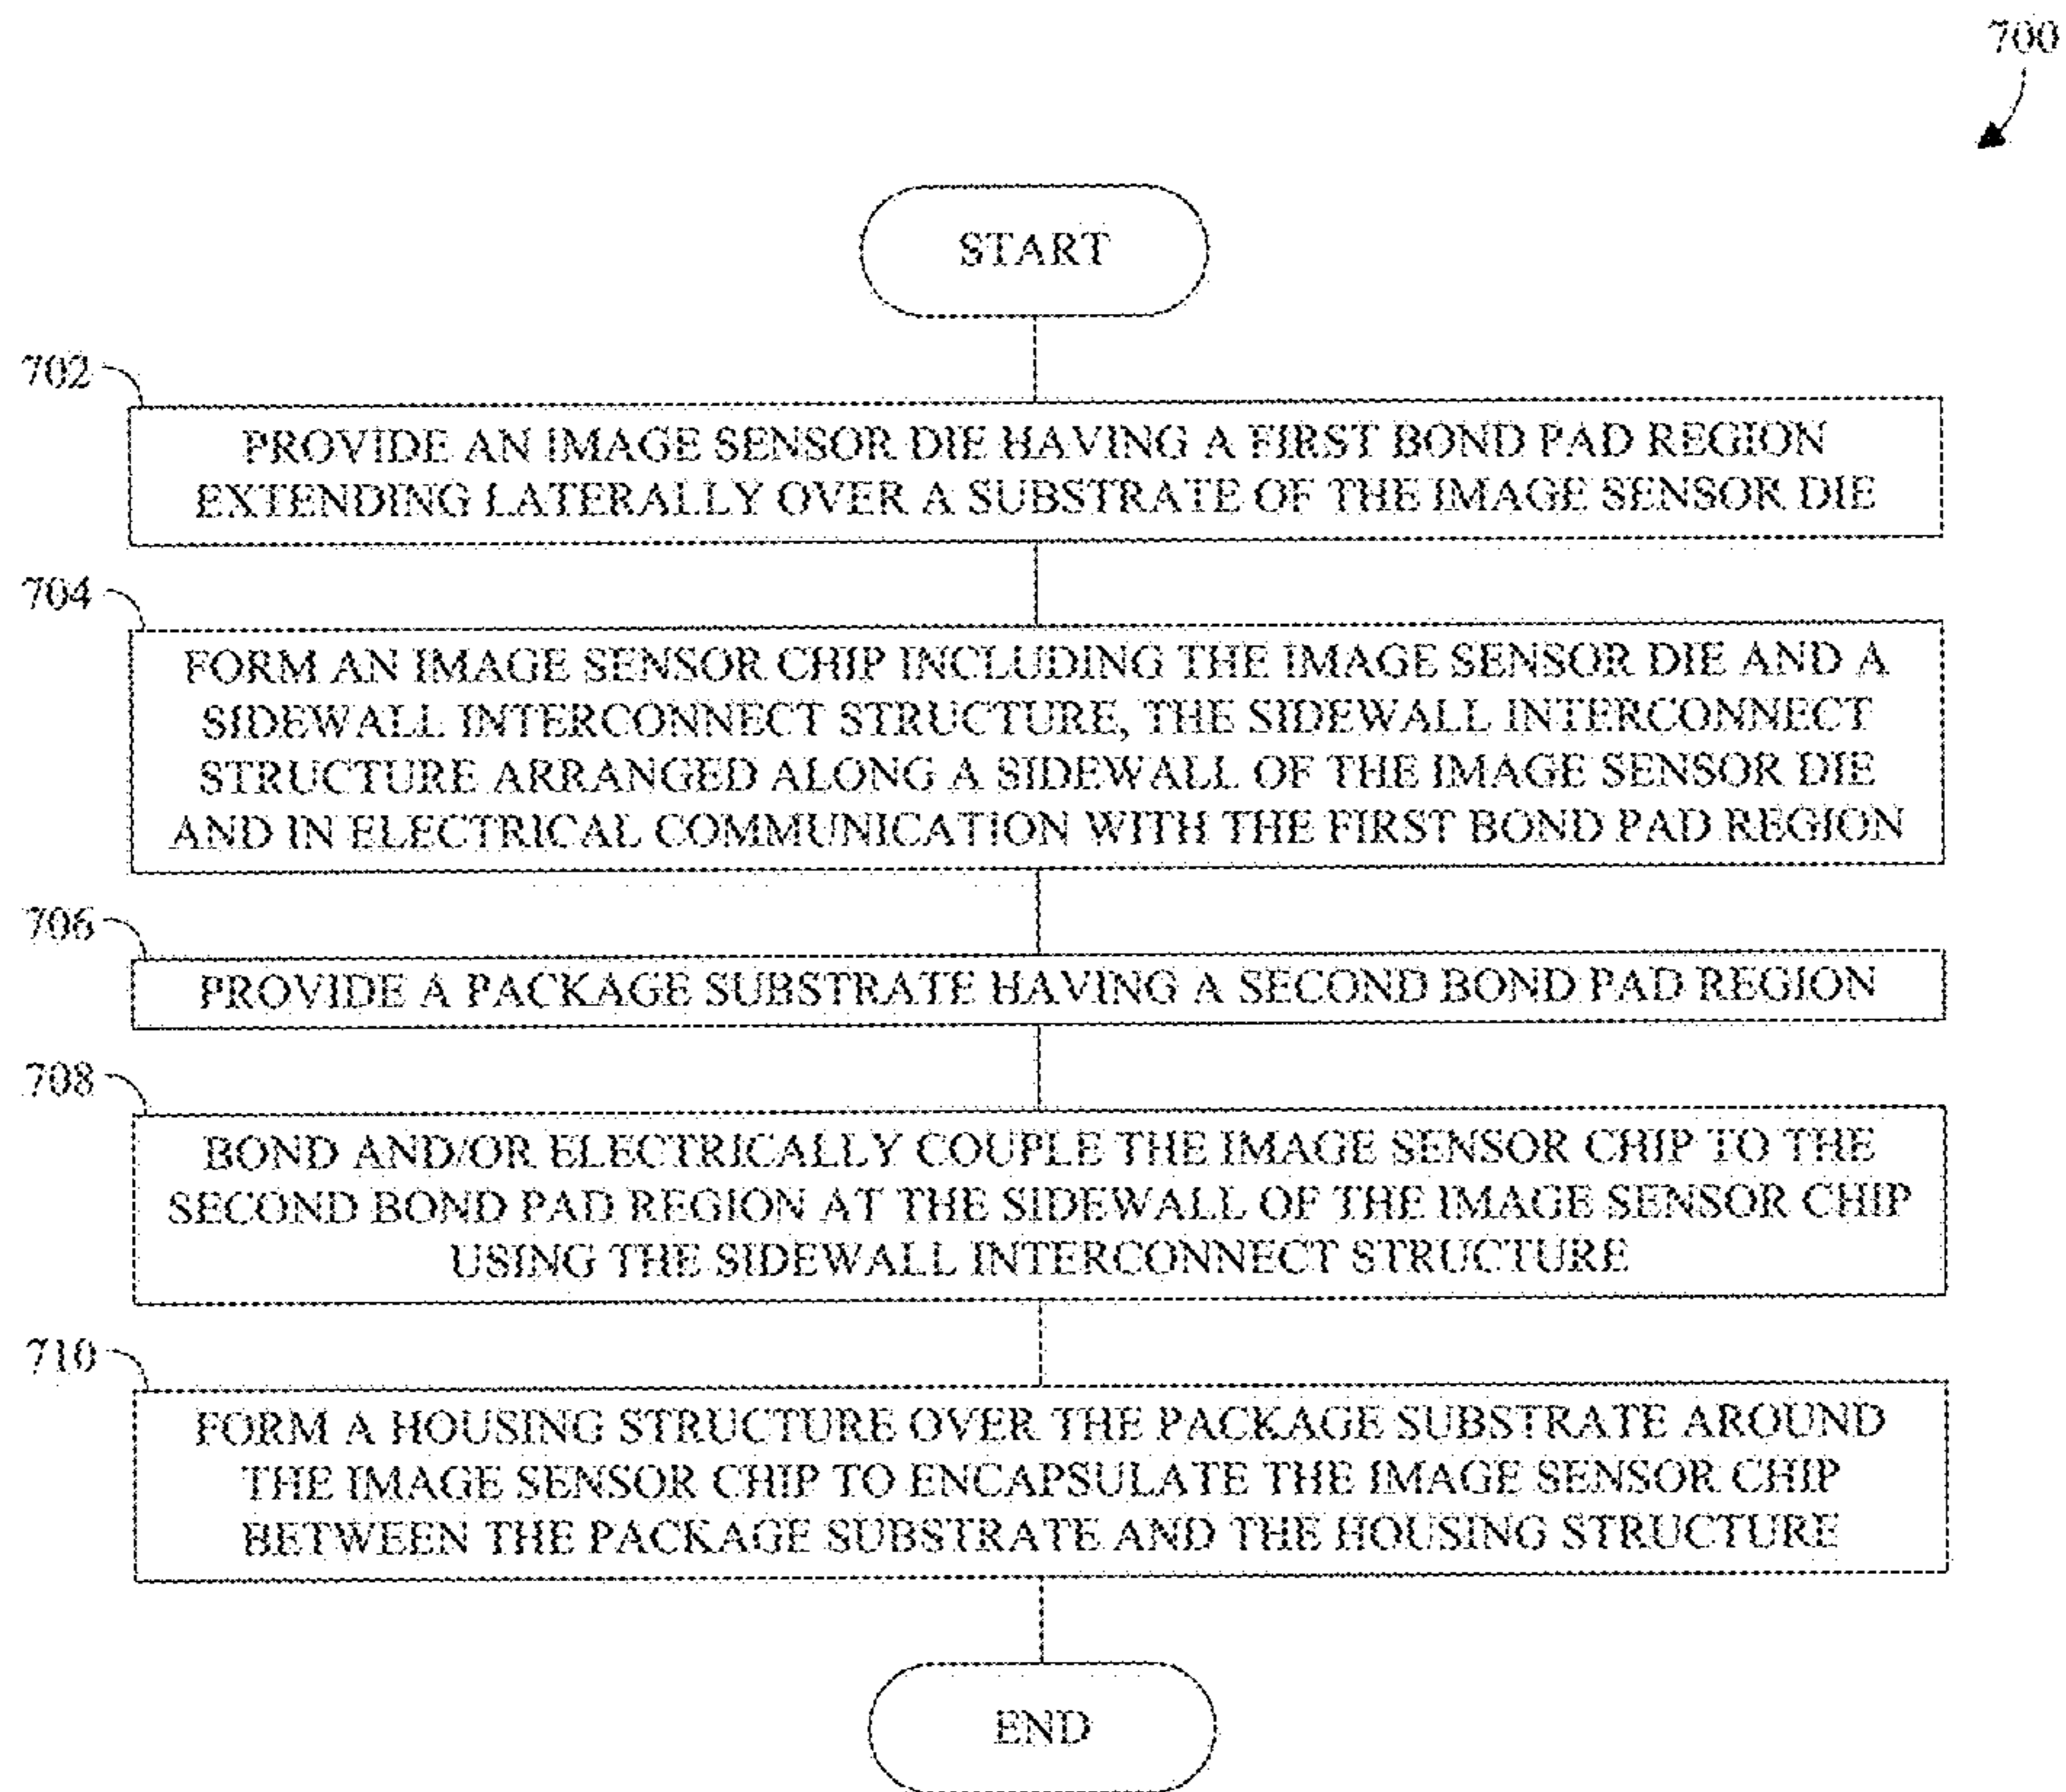 700
START
702
PROVIDE AN IMAGE SENSOR DIE HAVING A FIRST BOND PAD REGION
EXTENDING LATERALLY OVER A SUBSTRATE OF THE IMAGE SENSOR DIE
704
FORM AN IMAGE SENSOR CHIP INCLUDING THE IMAGE SENSOR DIE AND A
SIDEWALL INTERCONNECT STRUCTURE, THE SIDEWALL INTERCONNECT
STRUCTURE ARRANGED ALONG A SIDEWALL OF THE IMAGE SENSOR DIE
AND IN ELECTRICAL COMMUNICATION WITH THE FIRST BOND PAD REGION
706
PROVIDE A PACKAGE SUBSTRATE HAVING A SECOND BOND PAD REGION
708
BOND AND/OR ELECTRICALLY COUPLE THE IMAGE SENSOR CHIP TO THE
SECOND BOND PAD REGION AT THE SIDEWALL OF THE IMAGE SENSOR CHIP
USING THE SIDEWALL INTERCONNECT STRUCTURE
710
FORM A HOUSING STRUCTURE OVER THE PACKAGE SUBSTRATE AROUND
THE IMAGE SENSOR CHIP TO ENCAPSULATE THE IMAGE SENSOR CHIP
BETWEEN THE PACKAGE SUBSTRATE AND THE HOUSING STRUCTURE
END